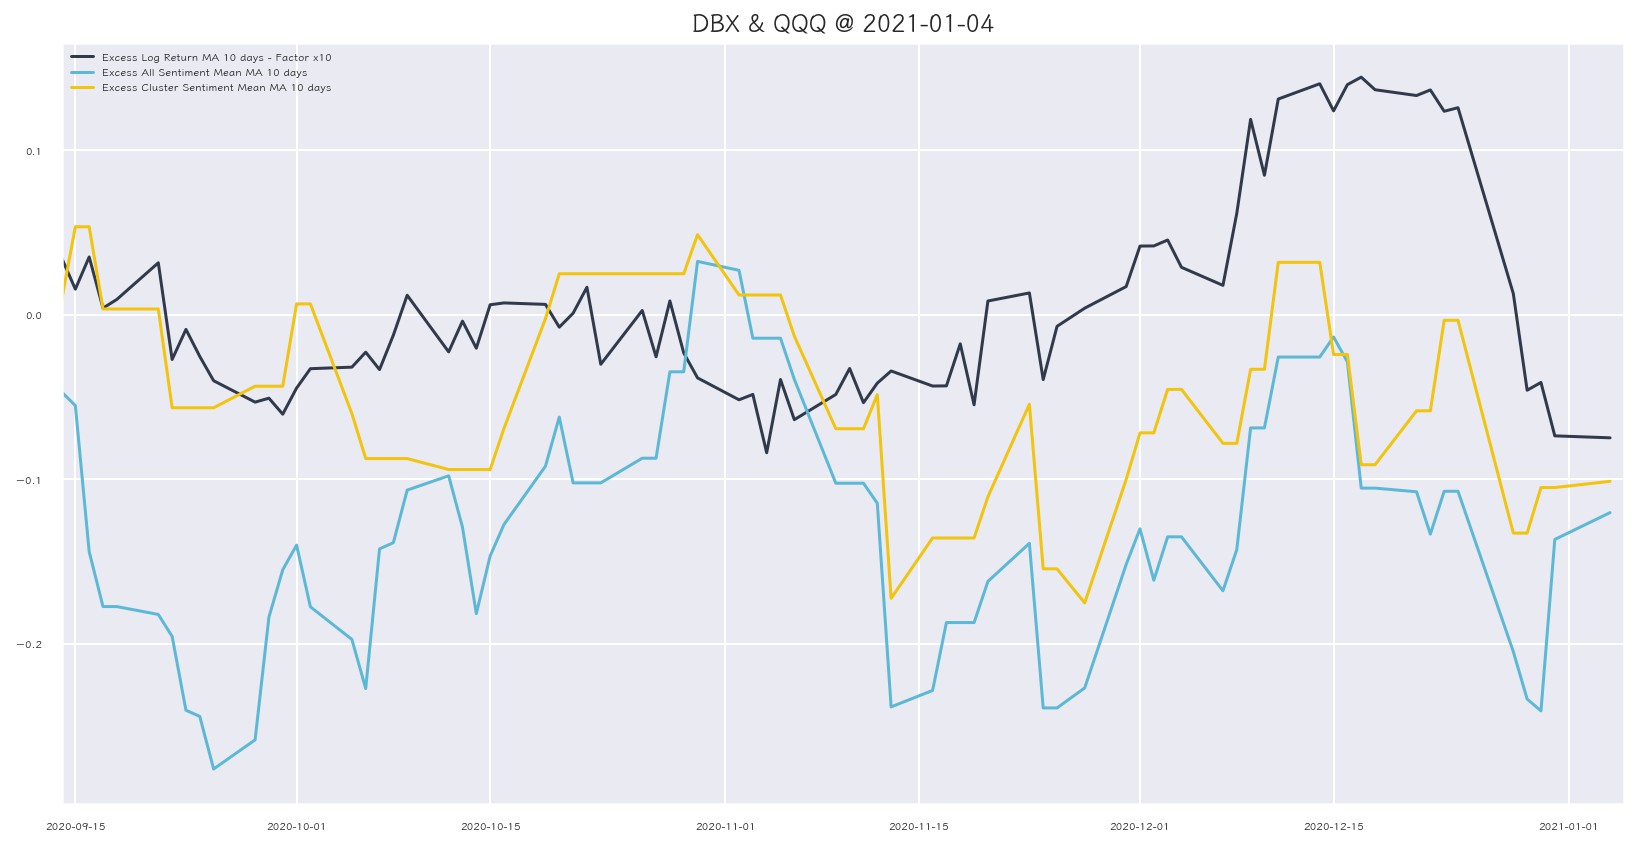 DBX & QQQ @ 2021-01-04
Excess Log Return MA 10 days - Factor x10
Excess All Sentiment Mean MA 10 days
Excess Cluster Sentiment Mean MA 10 days
0.1
0.0
−0.1
−0.2
2020-09-15 2020-10-01 2020-10-15 2020-11-01 2020-11-15 2020-12-01 2020-12-15 2021-01-01